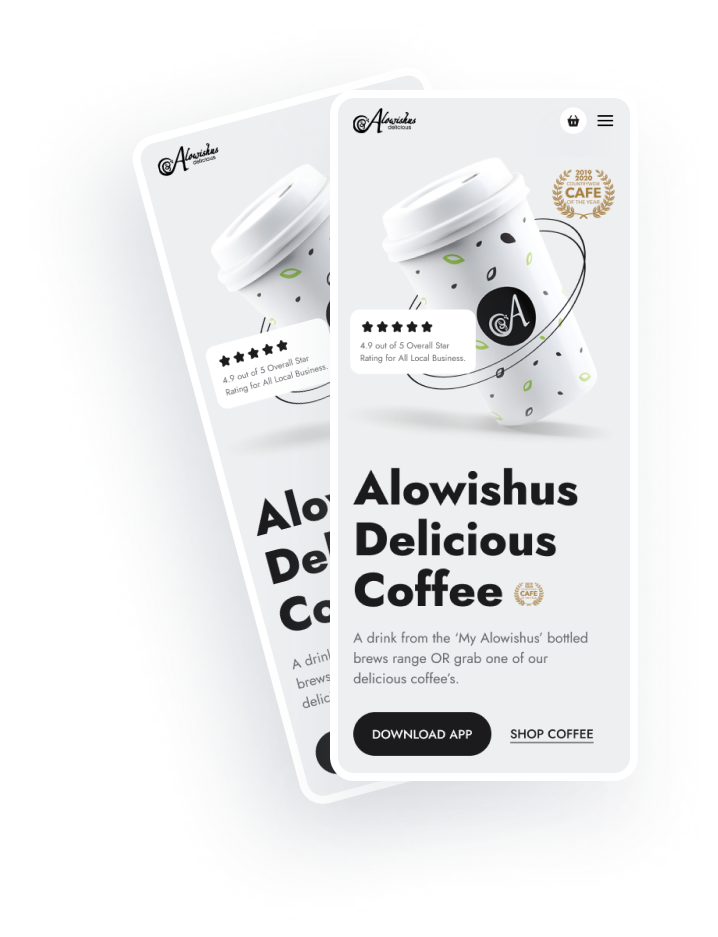 Alowishus
delicious
Alowishus
delicious
2019
2020
COUNTRYWIDE
CAFE
OF THE YEAR
A
4.9 out of 5 Overall Star
Rating for All Local Business.
4.9 out of 5 Overall Star
Rating for All Local Business.
Alowishus
Delicious
Coffee
CAFE
A drink from the ‘My Alowishus’ bottled
brews range OR grab one of our
delicious coffee’s.
DOWNLOAD APP
SHOP COFFEE
Alo
Del
Co
A drink
brews
delic